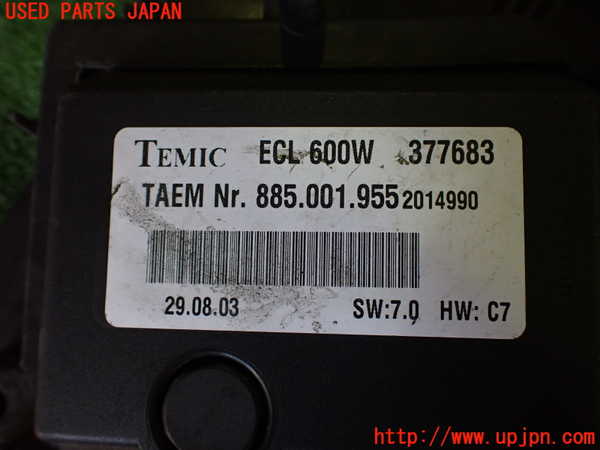 USED PARTS JAPAN
TEMIC ECL 600W 377683
TAEM Nr. 885.001.955 2014990
29.08.03 SW:7.0 HW: C7
http://www.upjpn.com/